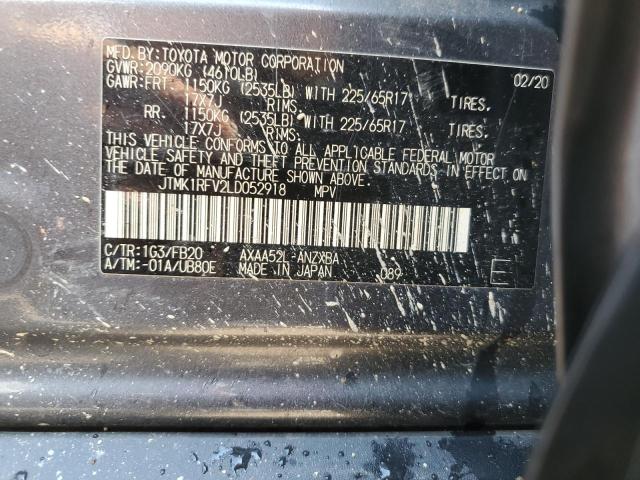 MFD.BY:TOYOTA MOTOR CORPORATION 02/20
GVWR:2090KG (4610LB)
GAWR:FRT. 1150KG (2535LB) WITH 225/65R17 TIRES.
17X7J RIMS.
RR. 1150KG (2535LB) WITH 225/65R17 TIRES.
17X7J RIMS.
THIS VEHICLE CONFORMS TO ALL APPLICABLE FEDERAL MOTOR
VEHICLE SAFETY AND THEFT PREVENTION STANDARDS IN EFFECT ON
THE DATE OF MANUFACTURE SHOWN ABOVE.
JTMK1RFV2LD052918 MPV
C/TR:1G3/FB20 AXAA52L-ANZXBA
A/TM:-01A/UB80E MADE IN JAPAN 089 E